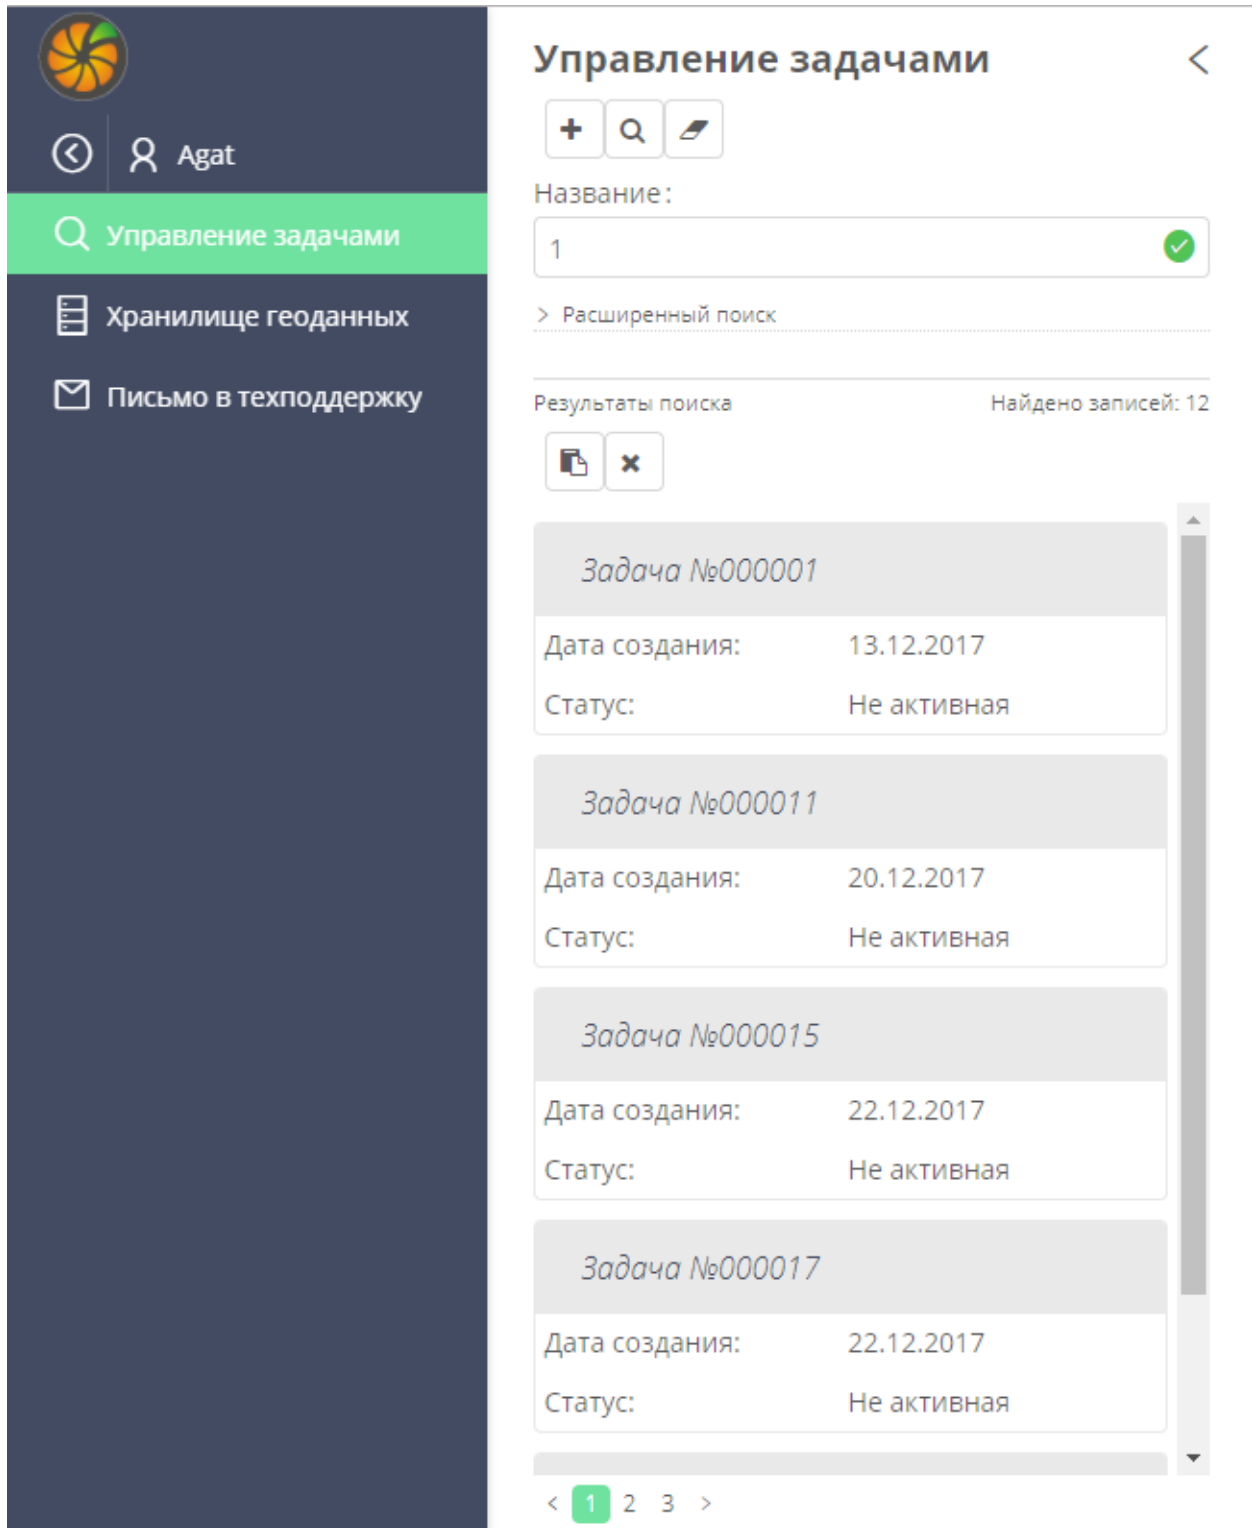 Agat
Управление задачами
Хранилище геоданных
Письмо в техподдержку
Управление задачами
Название:
1
Расширенный поиск
Результаты поиска Найдено записей: 12
Задача №000001
Дата создания: 13.12.2017
Статус: Не активная
Задача №000011
Дата создания: 20.12.2017
Статус: Не активная
Задача №000015
Дата создания: 22.12.2017
Статус: Не активная
Задача №000017
Дата создания: 22.12.2017
Статус: Не активная
< 1 2 3 >